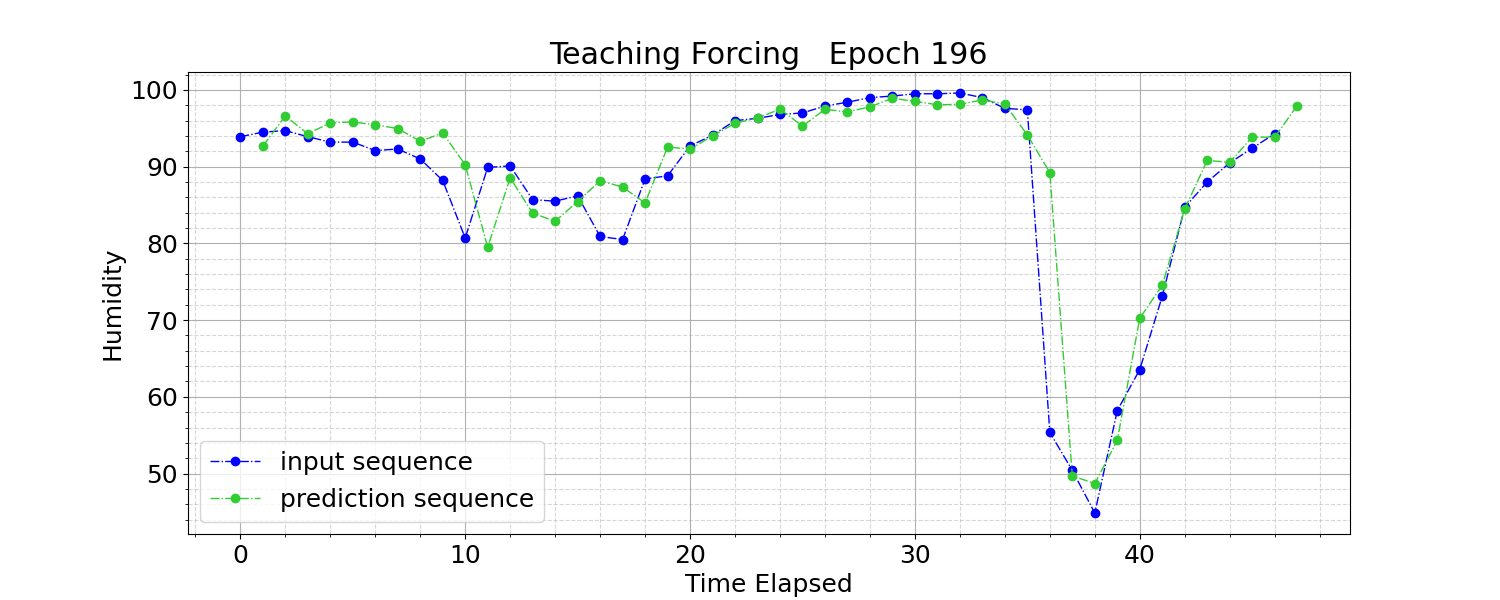 Teaching Forcing   Epoch 196
100
90
80
70
60
50
Humidity
input sequence
prediction sequence
0 10 20 30 40
Time Elapsed